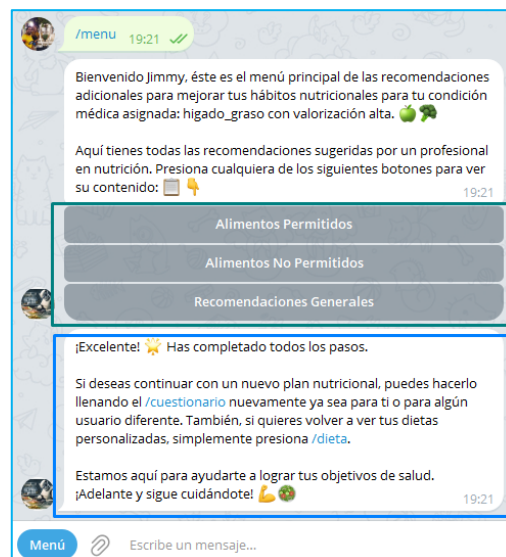 /menu 19:21
Bienvenido Jimmy, éste es el menú principal de las recomendaciones
adicionales para mejorar tus hábitos nutricionales para tu condición
médica asignada: higado_graso con valorización alta. 🍏🥦
Aquí tienes todas las recomendaciones sugeridas por un profesional
en nutrición. Presiona cualquiera de los siguientes botones para ver
su contenido: 📋👇 19:21
Alimentos Permitidos
Alimentos No Permitidos
Recomendaciones Generales
¡Excelente! 🌟 Has completado todos los pasos.
Si deseas continuar con un nuevo plan nutricional, puedes hacerlo
llenando el /cuestionario nuevamente ya sea para ti o para algún
usuario diferente. También, si quieres volver a ver tus dietas
personalizadas, simplemente presiona /dieta.
Estamos aquí para ayudarte a lograr tus objetivos de salud.
¡Adelante y sigue cuidándote! 💪🥗 19:21
Menú Escribe un mensaje...